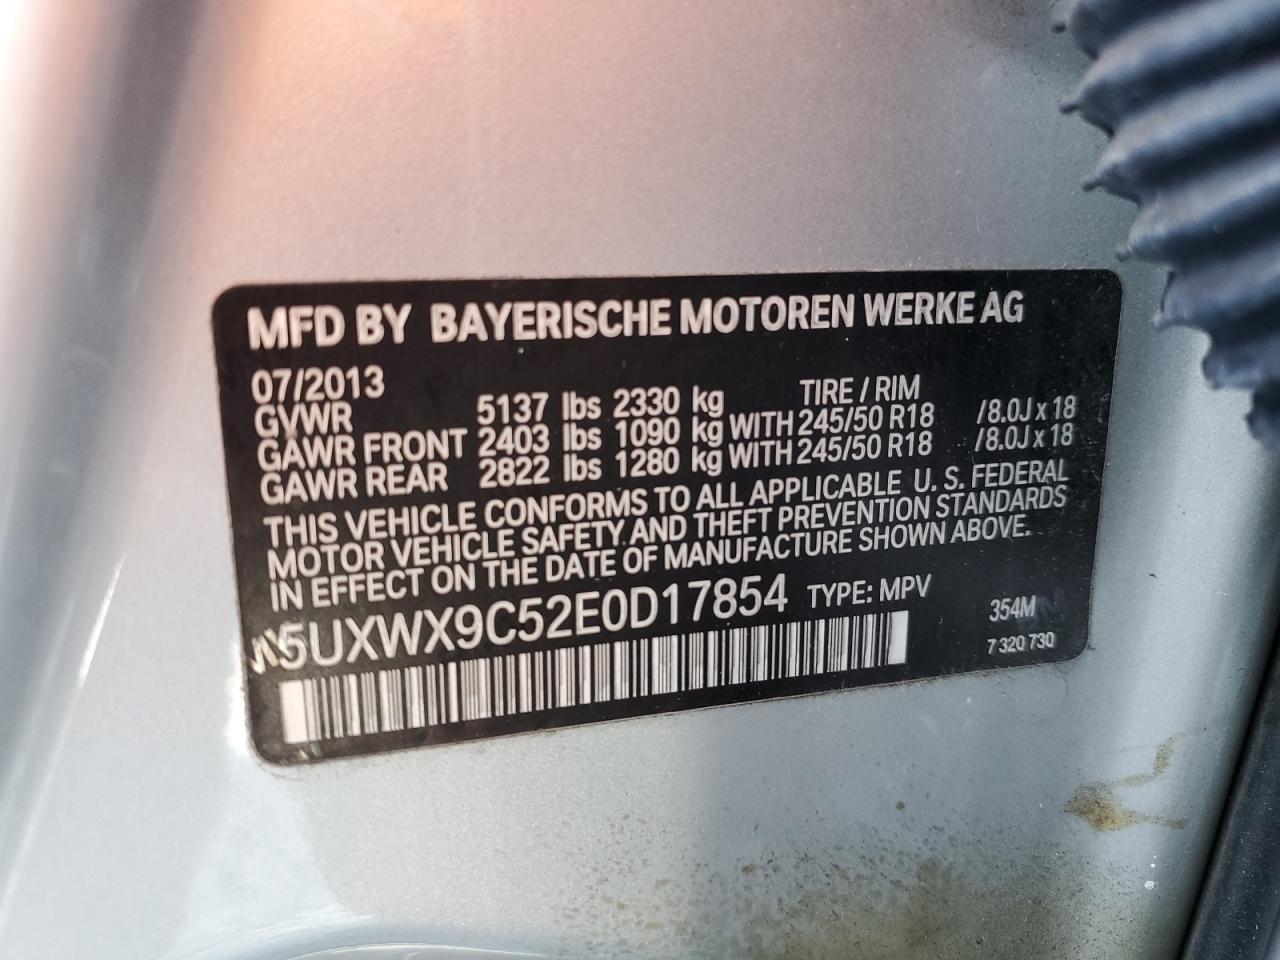 MFD BY BAYERISCHE MOTOREN WERKE AG
07/2013 TIRE / RIM
GVWR 5137 lbs 2330 kg
GAWR FRONT 2403 lbs 1090 kg WITH 245/50 R18 /8.0J x 18
GAWR REAR 2822 lbs 1280 kg WITH 245/50 R18 /8.0J x 18
THIS VEHICLE CONFORMS TO ALL APPLICABLE U. S. FEDERAL
MOTOR VEHICLE SAFETY AND THEFT PREVENTION STANDARDS
IN EFFECT ON THE DATE OF MANUFACTURE SHOWN ABOVE.
5UXWX9C52E0D17854 TYPE: MPV
354M
7 320 730